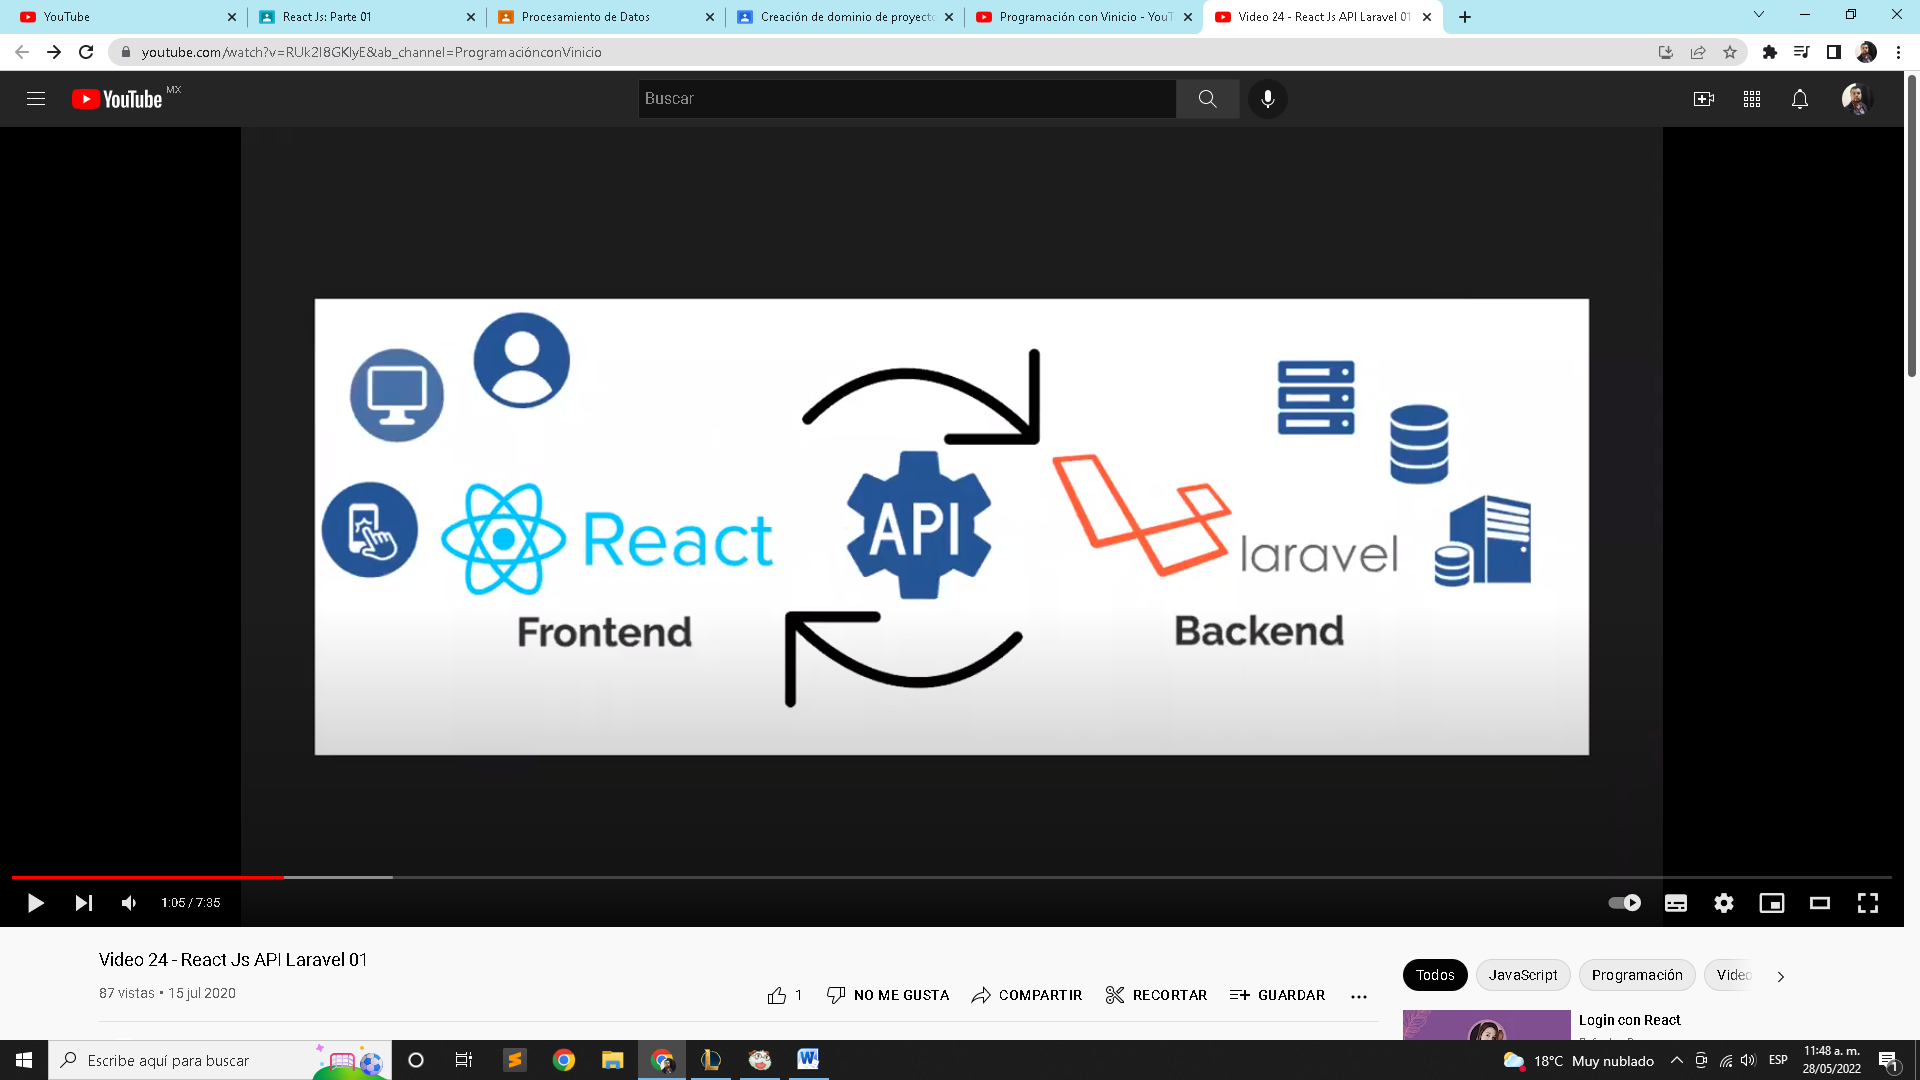 YouTube
React Js: Parte 01
Procesamiento de Datos
Creación de dominio de proyecto
Programación con Vinicio - YouT
Video 24 - React Js API Laravel 01
youtube.com/watch?v=RUk2I8GKlyE&ab_channel=ProgramaciónconVinicio
YouTube MX
Buscar
React
API
laravel
Frontend
Backend
1:05 / 7:35
Video 24 - React Js API Laravel 01
87 vistas • 15 jul 2020
1
NO ME GUSTA
COMPARTIR
RECORTAR
GUARDAR
Todos
JavaScript
Programación
Video
Login con React
Escribe aquí para buscar
18°C Muy nublado
ESP
11:48 a. m.
28/05/2022
1